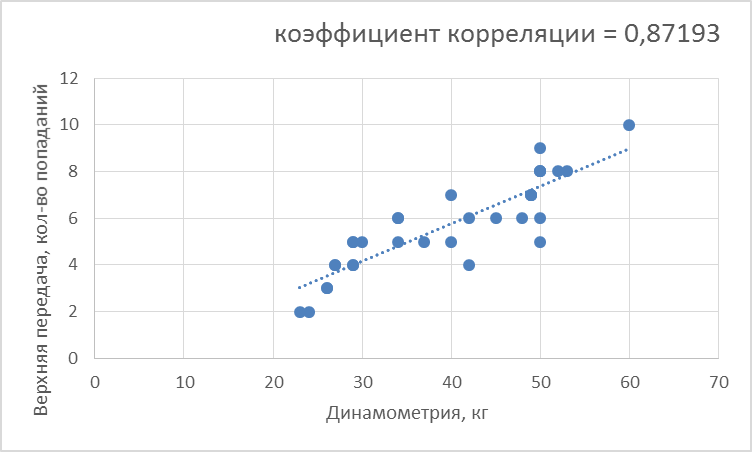 коэффициент корреляции = 0,87193
Верхняя передача, кол-во попаданий
12
10
8
6
4
2
0
0 10 20 30 40 50 60 70
Динамометрия, кг